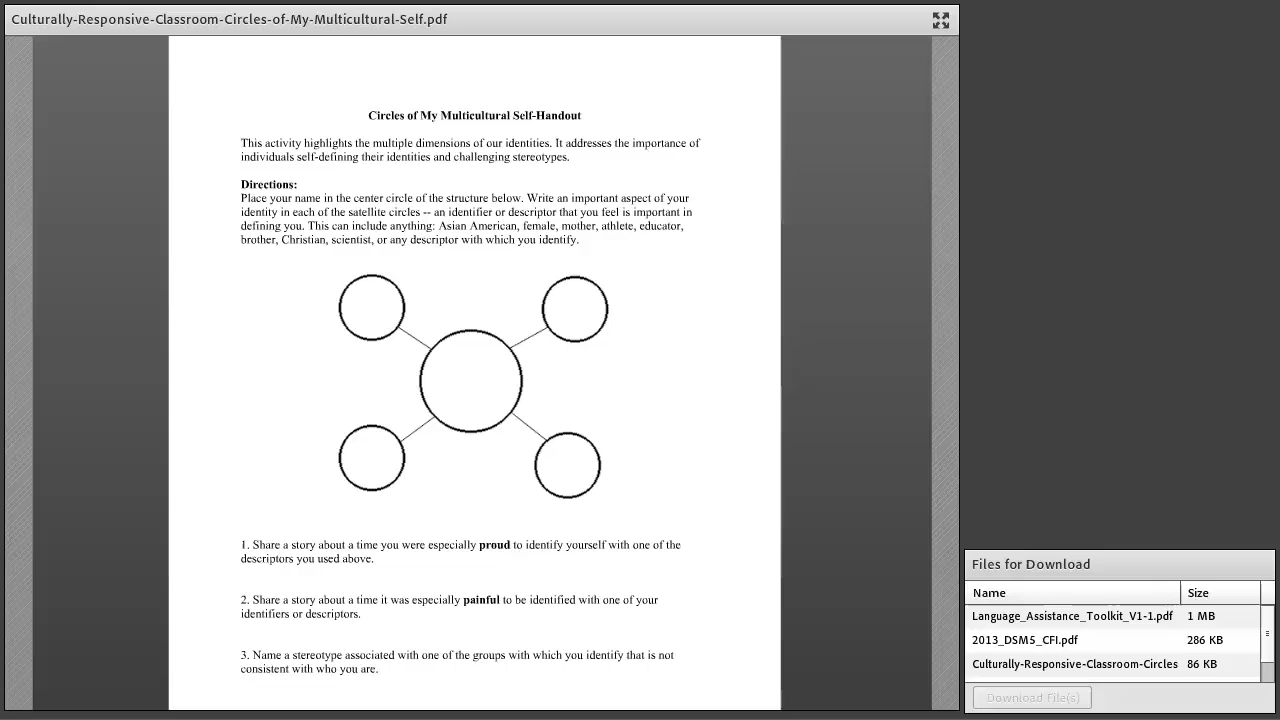 Culturally-Responsive-Classroom-Circles-of-My-Multicultural-Self.pdf
Circles of My Multicultural Self-Handout
This activity highlights the multiple dimensions of our identities. It addresses the importance of
individuals self-defining their identities and challenging stereotypes.
Directions:
Place your name in the center circle of the structure below. Write an important aspect of your
identity in each of the satellite circles -- an identifier or descriptor that you feel is important in
defining you. This can include anything: Asian American, female, mother, athlete, educator,
brother, Christian, scientist, or any descriptor with which you identify.
1. Share a story about a time you were especially proud to identify yourself with one of the
descriptors you used above.
2. Share a story about a time it was especially painful to be identified with one of your
identifiers or descriptors.
3. Name a stereotype associated with one of the groups with which you identify that is not
consistent with who you are.
Files for Download
Name Size
Language_Assistance_Toolkit_V1-1.pdf 1 MB
2013_DSM5_CFI.pdf 286 KB
Culturally-Responsive-Classroom-Circles 86 KB
Download File(s)